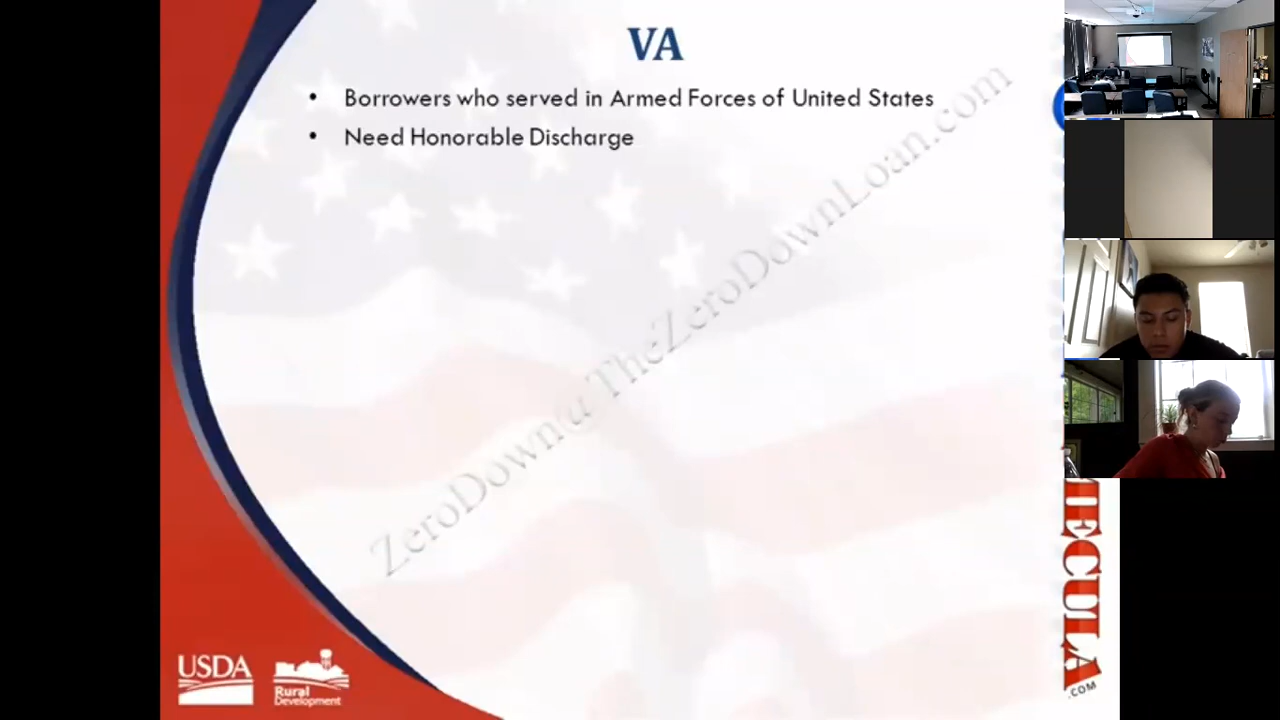 VA
• Borrowers who served in Armed Forces of United States
• Need Honorable Discharge
ZeroDown@TheZeroDownLoan.com
USDA
Rural
Development
TECULA
.COM